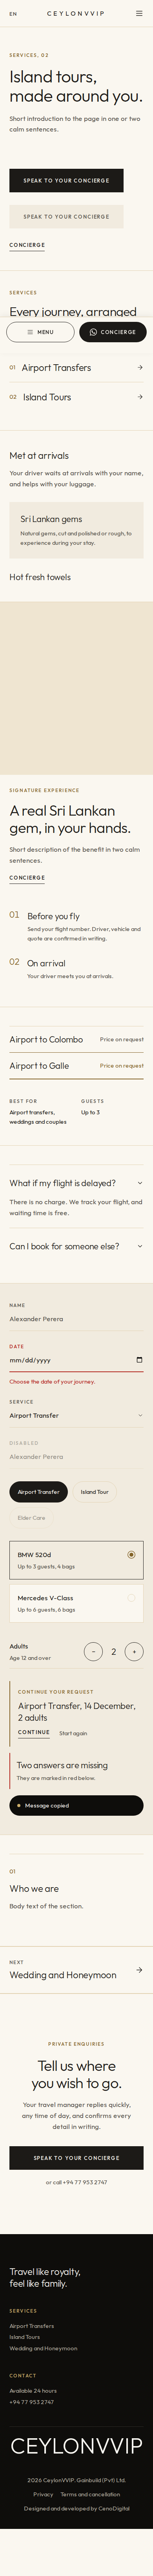 EN
CEYLONVVIP
SERVICES, 02
Island tours,
made around you.
Short introduction to the page in one or two
calm sentences.
SPEAK TO YOUR CONCIERGE
SPEAK TO YOUR CONCIERGE
CONCIERGE
SERVICES
Every journey, arranged
MENU
CONCIERGE
01 Airport Transfers
02 Island Tours
Met at arrivals
Your driver waits at arrivals with your name,
and helps with your luggage.
Sri Lankan gems
Natural gems, cut and polished or rough, to
experience during your stay.
Hot fresh towels
SIGNATURE EXPERIENCE
A real Sri Lankan
gem, in your hands.
Short description of the benefit in two calm
sentences.
CONCIERGE
01 Before you fly
Send your flight number. Driver, vehicle and
quote are confirmed in writing.
02 On arrival
Your driver meets you at arrivals.
Airport to Colombo Price on request
Airport to Galle Price on request
BEST FOR GUESTS
Airport transfers, Up to 3
weddings and couples
What if my flight is delayed?
There is no charge. We track your flight, and
waiting time is free.
Can I book for someone else?
NAME
Alexander Perera
DATE
mm/dd/yyyy
Choose the date of your journey.
SERVICE
Airport Transfer
DISABLED
Alexander Perera
Airport Transfer Island Tour
Elder Care
BMW 520d
Up to 3 guests, 4 bags
Mercedes V-Class
Up to 6 guests, 6 bags
Adults
Age 12 and over
− 2 +
CONTINUE YOUR REQUEST
Airport Transfer, 14 December,
2 adults
CONTINUE Start again
Two answers are missing
They are marked in red below.
Message copied
01
Who we are
Body text of the section.
NEXT
Wedding and Honeymoon
PRIVATE ENQUIRIES
Tell us where
you wish to go.
Your travel manager replies quickly,
any time of day, and confirms every
detail in writing.
SPEAK TO YOUR CONCIERGE
or call +94 77 953 2747
Travel like royalty,
feel like family.
SERVICES
Airport Transfers
Island Tours
Wedding and Honeymoon
CONTACT
Available 24 hours
+94 77 953 2747
CEYLONVVIP
2026 CeylonVVIP. Gainbuild (Pvt) Ltd.
Privacy Terms and cancellation
Designed and developed by CenoDigital